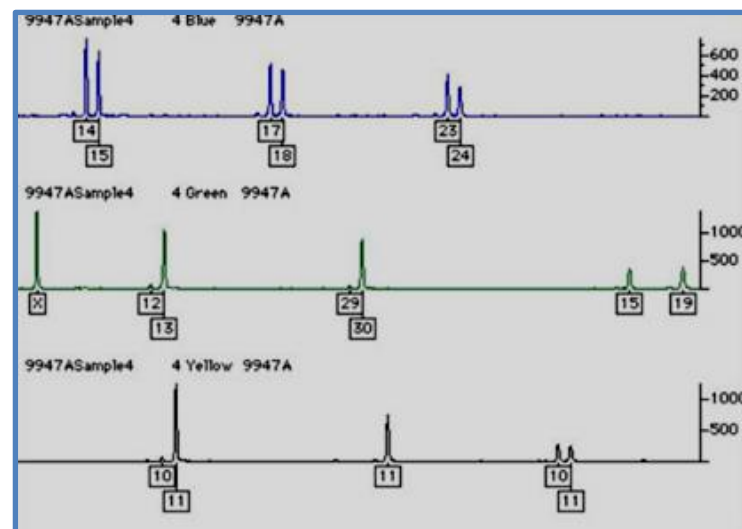 9947ASample4 4 Blue 9947A
600
400
200
14 17 23
15 18 24
9947ASample4 4 Green 9947A
1000
500
X 12 29 15 19
13 30
9947ASample4 4 Yellow 9947A
1000
500
10 11 10
11 11